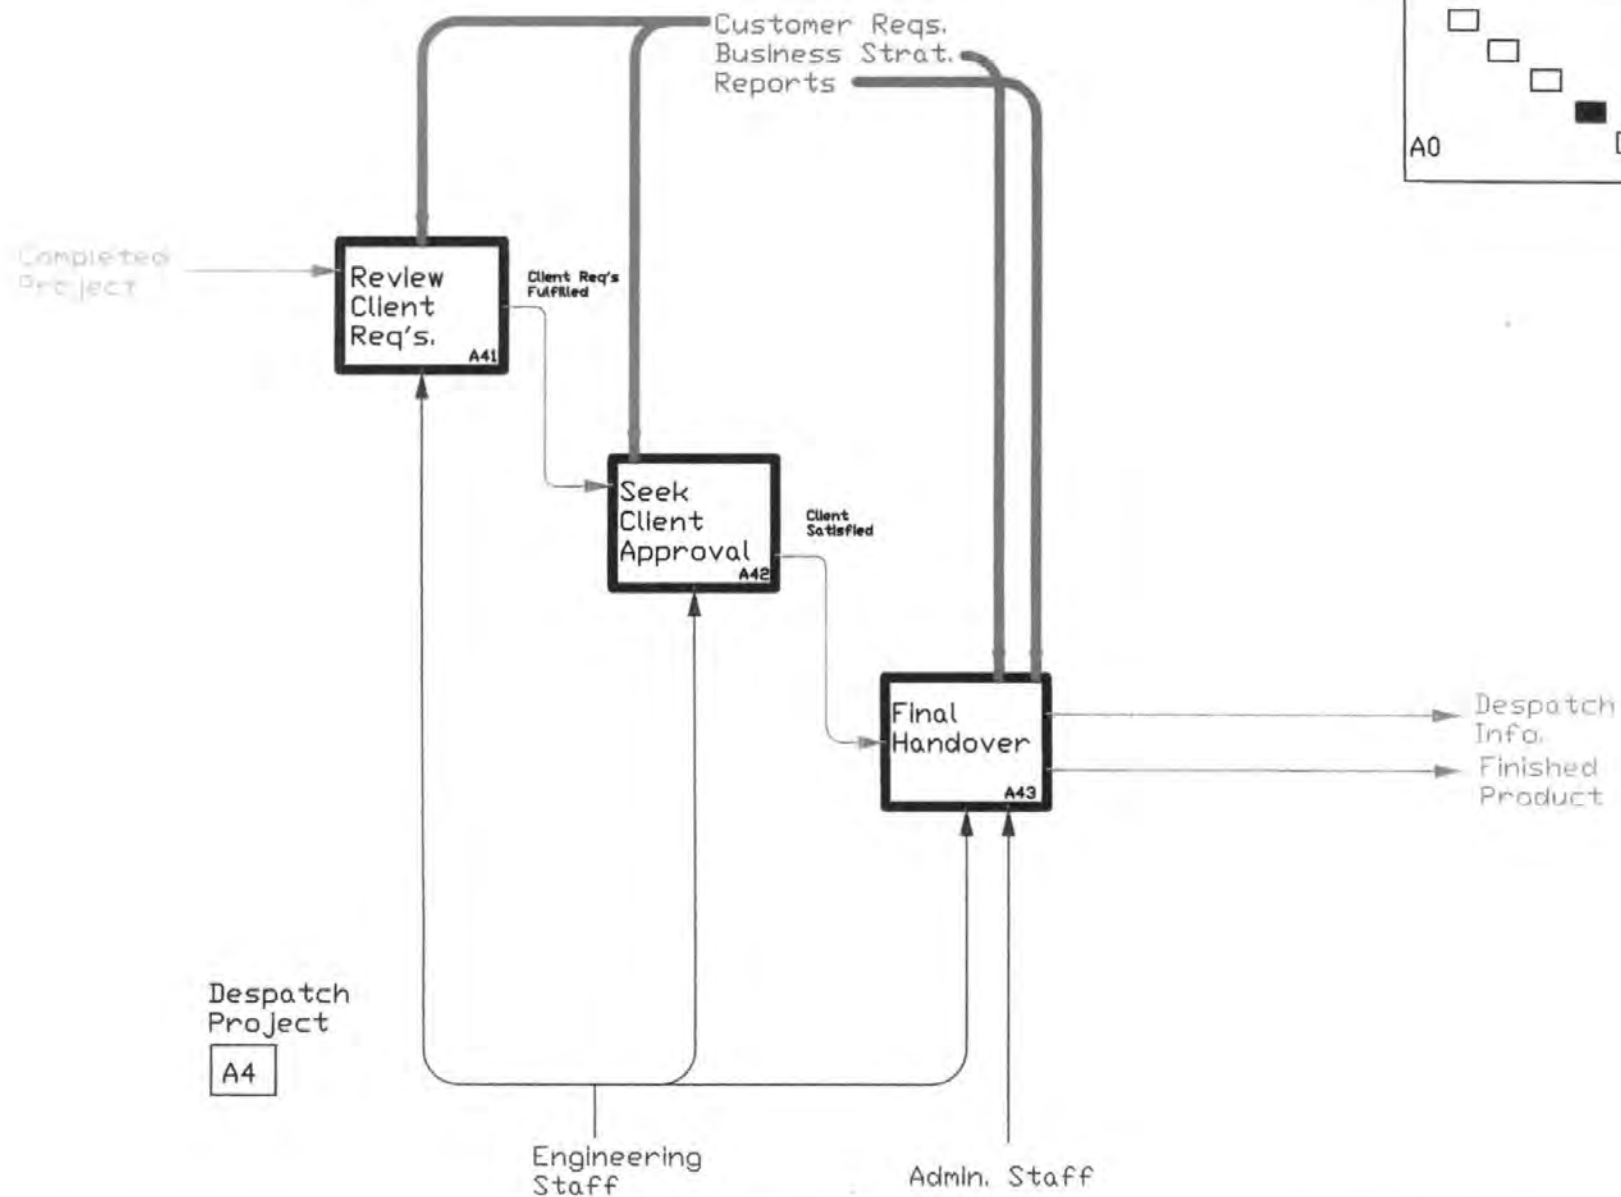 Customer Reqs.
Business Strat.
Reports
A0
Completed
Project
Review
Client
Req's.
A41
Client Req's
Fulfilled
Seek
Client
Approval
A42
Client
Satisfied
Final
Handover
A43
Despatch
Info.
Finished
Product
Despatch
Project
A4
Engineering
Staff
Admin. Staff